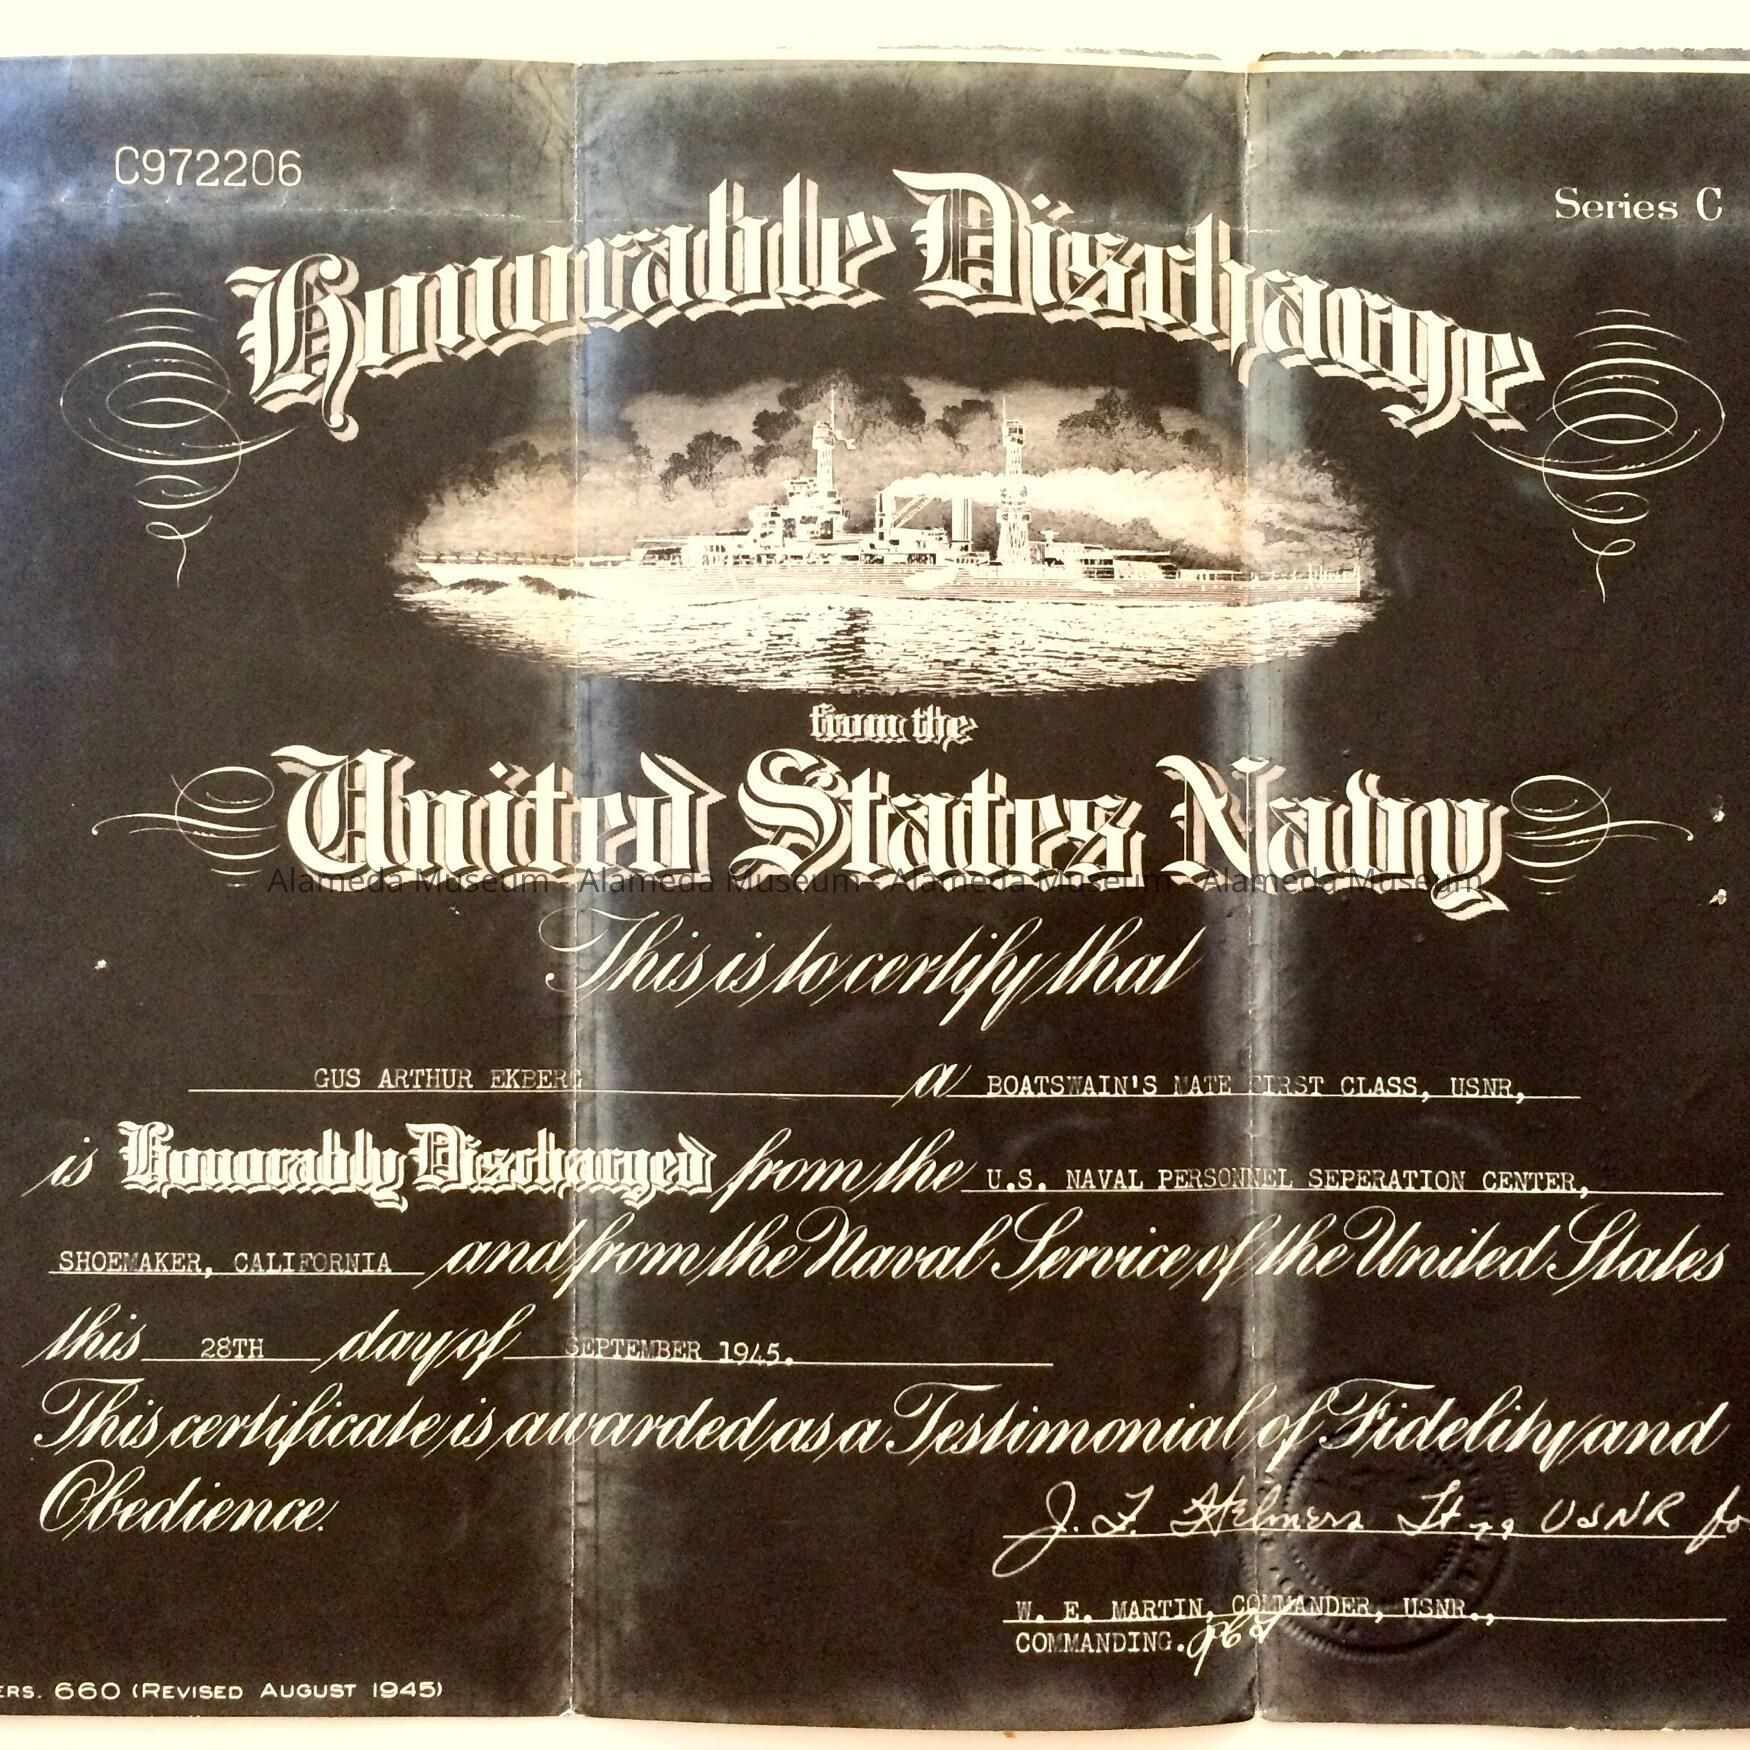 C972206
Series C
Honorable Discharge
from the
United States Navy
Alameda Museum - Alameda Museum - Alameda Museum - Alameda Museum
This is to certify that
GUS ARTHUR EKBERG a BOATSWAIN'S MATE FIRST CLASS, USNR,
is Honorably Discharged from the U.S. NAVAL PERSONNEL SEPERATION CENTER,
SHOEMAKER, CALIFORNIA and from the Naval Service of the United States
this 28TH day of SEPTEMBER 1945.
This certificate is awarded as a Testimonial of Fidelity and
Obedience.
J. F. Helmers Lt. USNR
W. E. MARTIN, COMMANDER, USNR.,
COMMANDING.
ERS. 660 (REVISED AUGUST 1945)